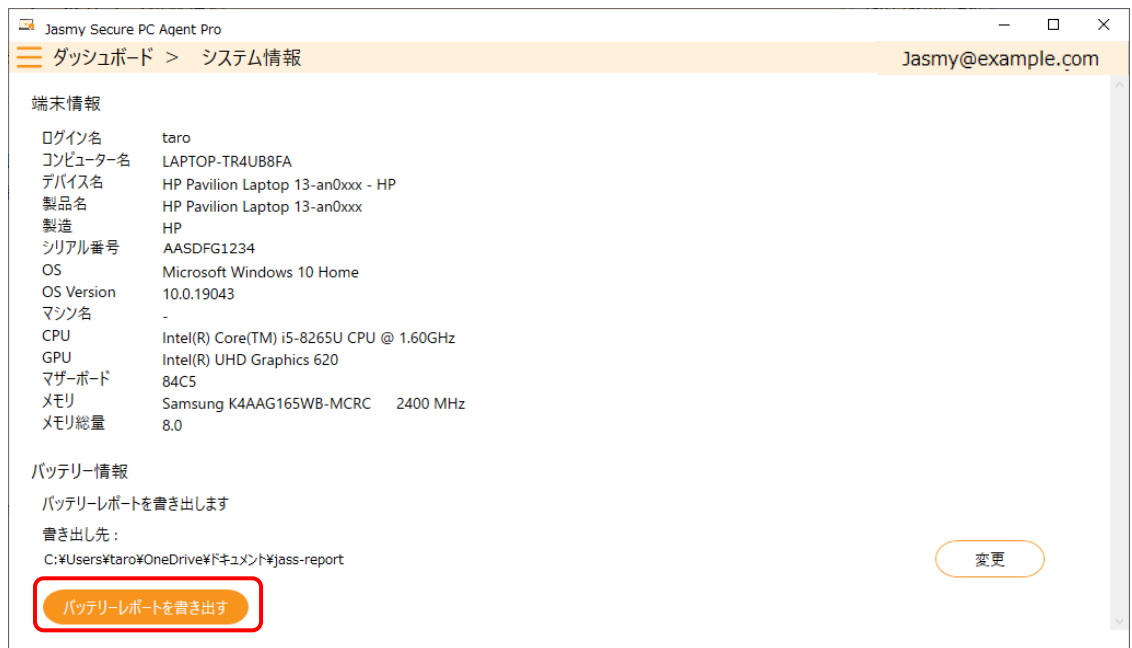 Jasmy Secure PC Agent Pro
ダッシュボード > システム情報 Jasmy@example.com
端末情報
ログイン名 taro
コンピューター名 LAPTOP-TR4UB8FA
デバイス名 HP Pavilion Laptop 13-an0xxx - HP
製品名 HP Pavilion Laptop 13-an0xxx
製造 HP
シリアル番号 AASDFG1234
OS Microsoft Windows 10 Home
OS Version 10.0.19043
マシン名 -
CPU Intel(R) Core(TM) i5-8265U CPU @ 1.60GHz
GPU Intel(R) UHD Graphics 620
マザーボード 84C5
メモリ Samsung K4AAG165WB-MCRC 2400 MHz
メモリ総量 8.0
バッテリー情報
バッテリーレポートを書き出します
書き出し先 :
C:¥Users¥taro¥OneDrive¥ドキュメント¥jass-report 変更
バッテリーレポートを書き出す